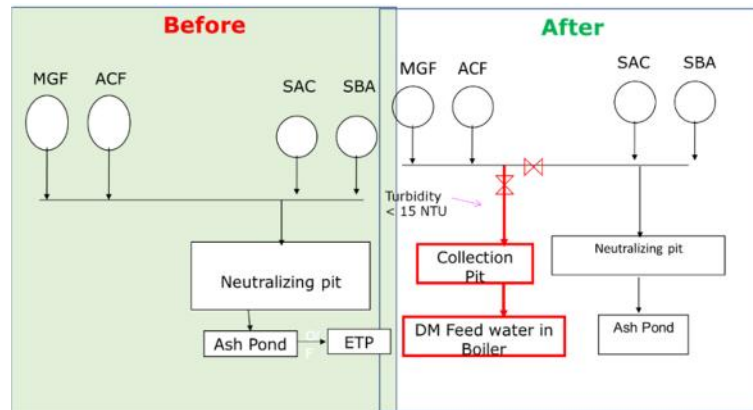 Before
After
MGF
ACF
SAC
SBA
MGF
ACF
SAC
SBA
Turbidity
< 15 NTU
Neutralizing pit
Collection
Pit
Neutralizing pit
Ash Pond
ETP
DM Feed water in
Boiler
Ash Pond